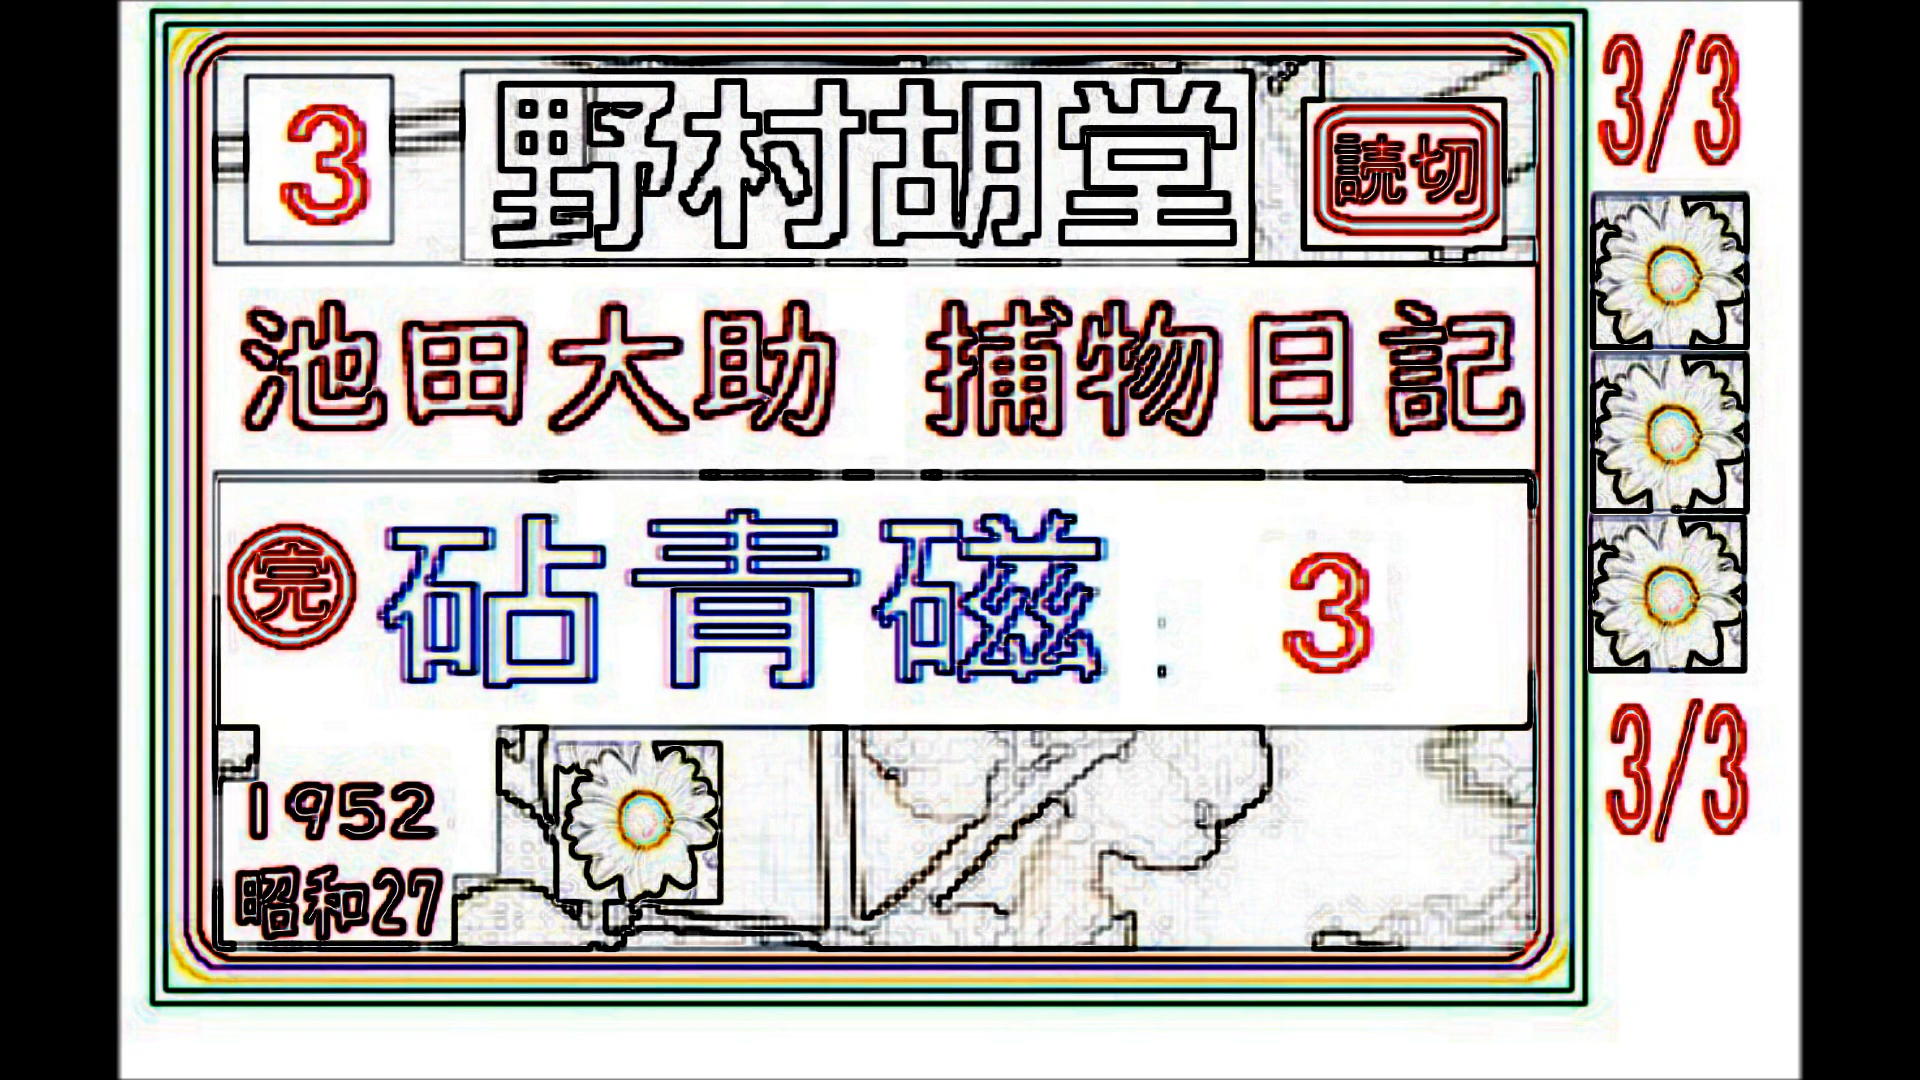 3 野村胡堂 読切
池田大助 捕物日記
完 砧青磁 : 3
1952
昭和27
3/3
3/3